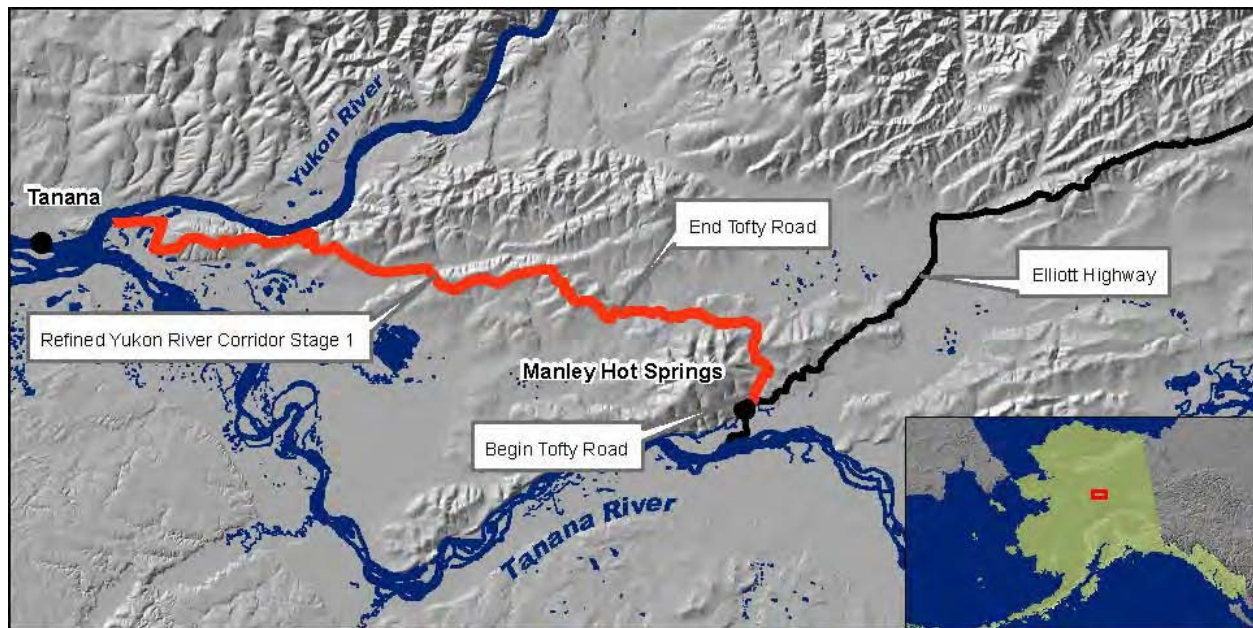 Yukon River
Tanana
End Tofty Road
Elliott Highway
Refined Yukon River Corridor Stage 1
Manley Hot Springs
Begin Tofty Road
Tanana River